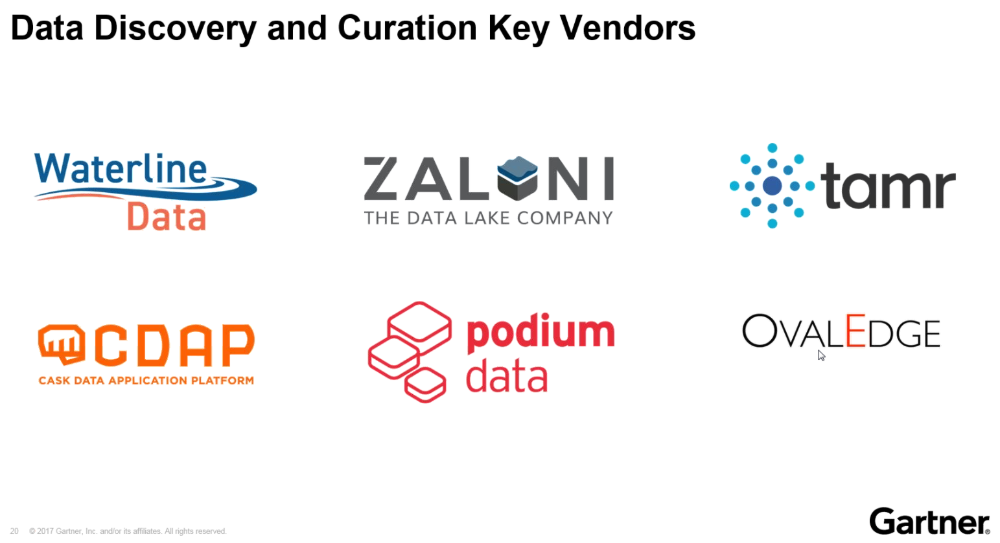 Data Discovery and Curation Key Vendors
Waterline
Data
ZALONI
THE DATA LAKE COMPANY
tamr
CDAP
CASK DATA APPLICATION PLATFORM
podium
data
OVALEDGE
20 © 2017 Gartner, Inc. and/or its affiliates. All rights reserved.
Gartner®